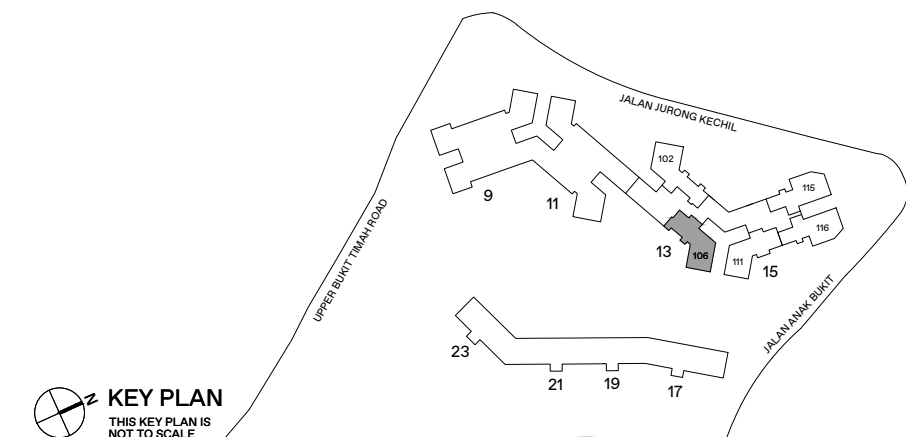 JALAN JURONG KECHIL
102
115
9
11
116
13
106
111
15
UPPER BUKIT TIMAH ROAD
JALAN ANAK BUKIT
23
21
19
17
N
KEY PLAN
THIS KEY PLAN IS
NOT TO SCALE